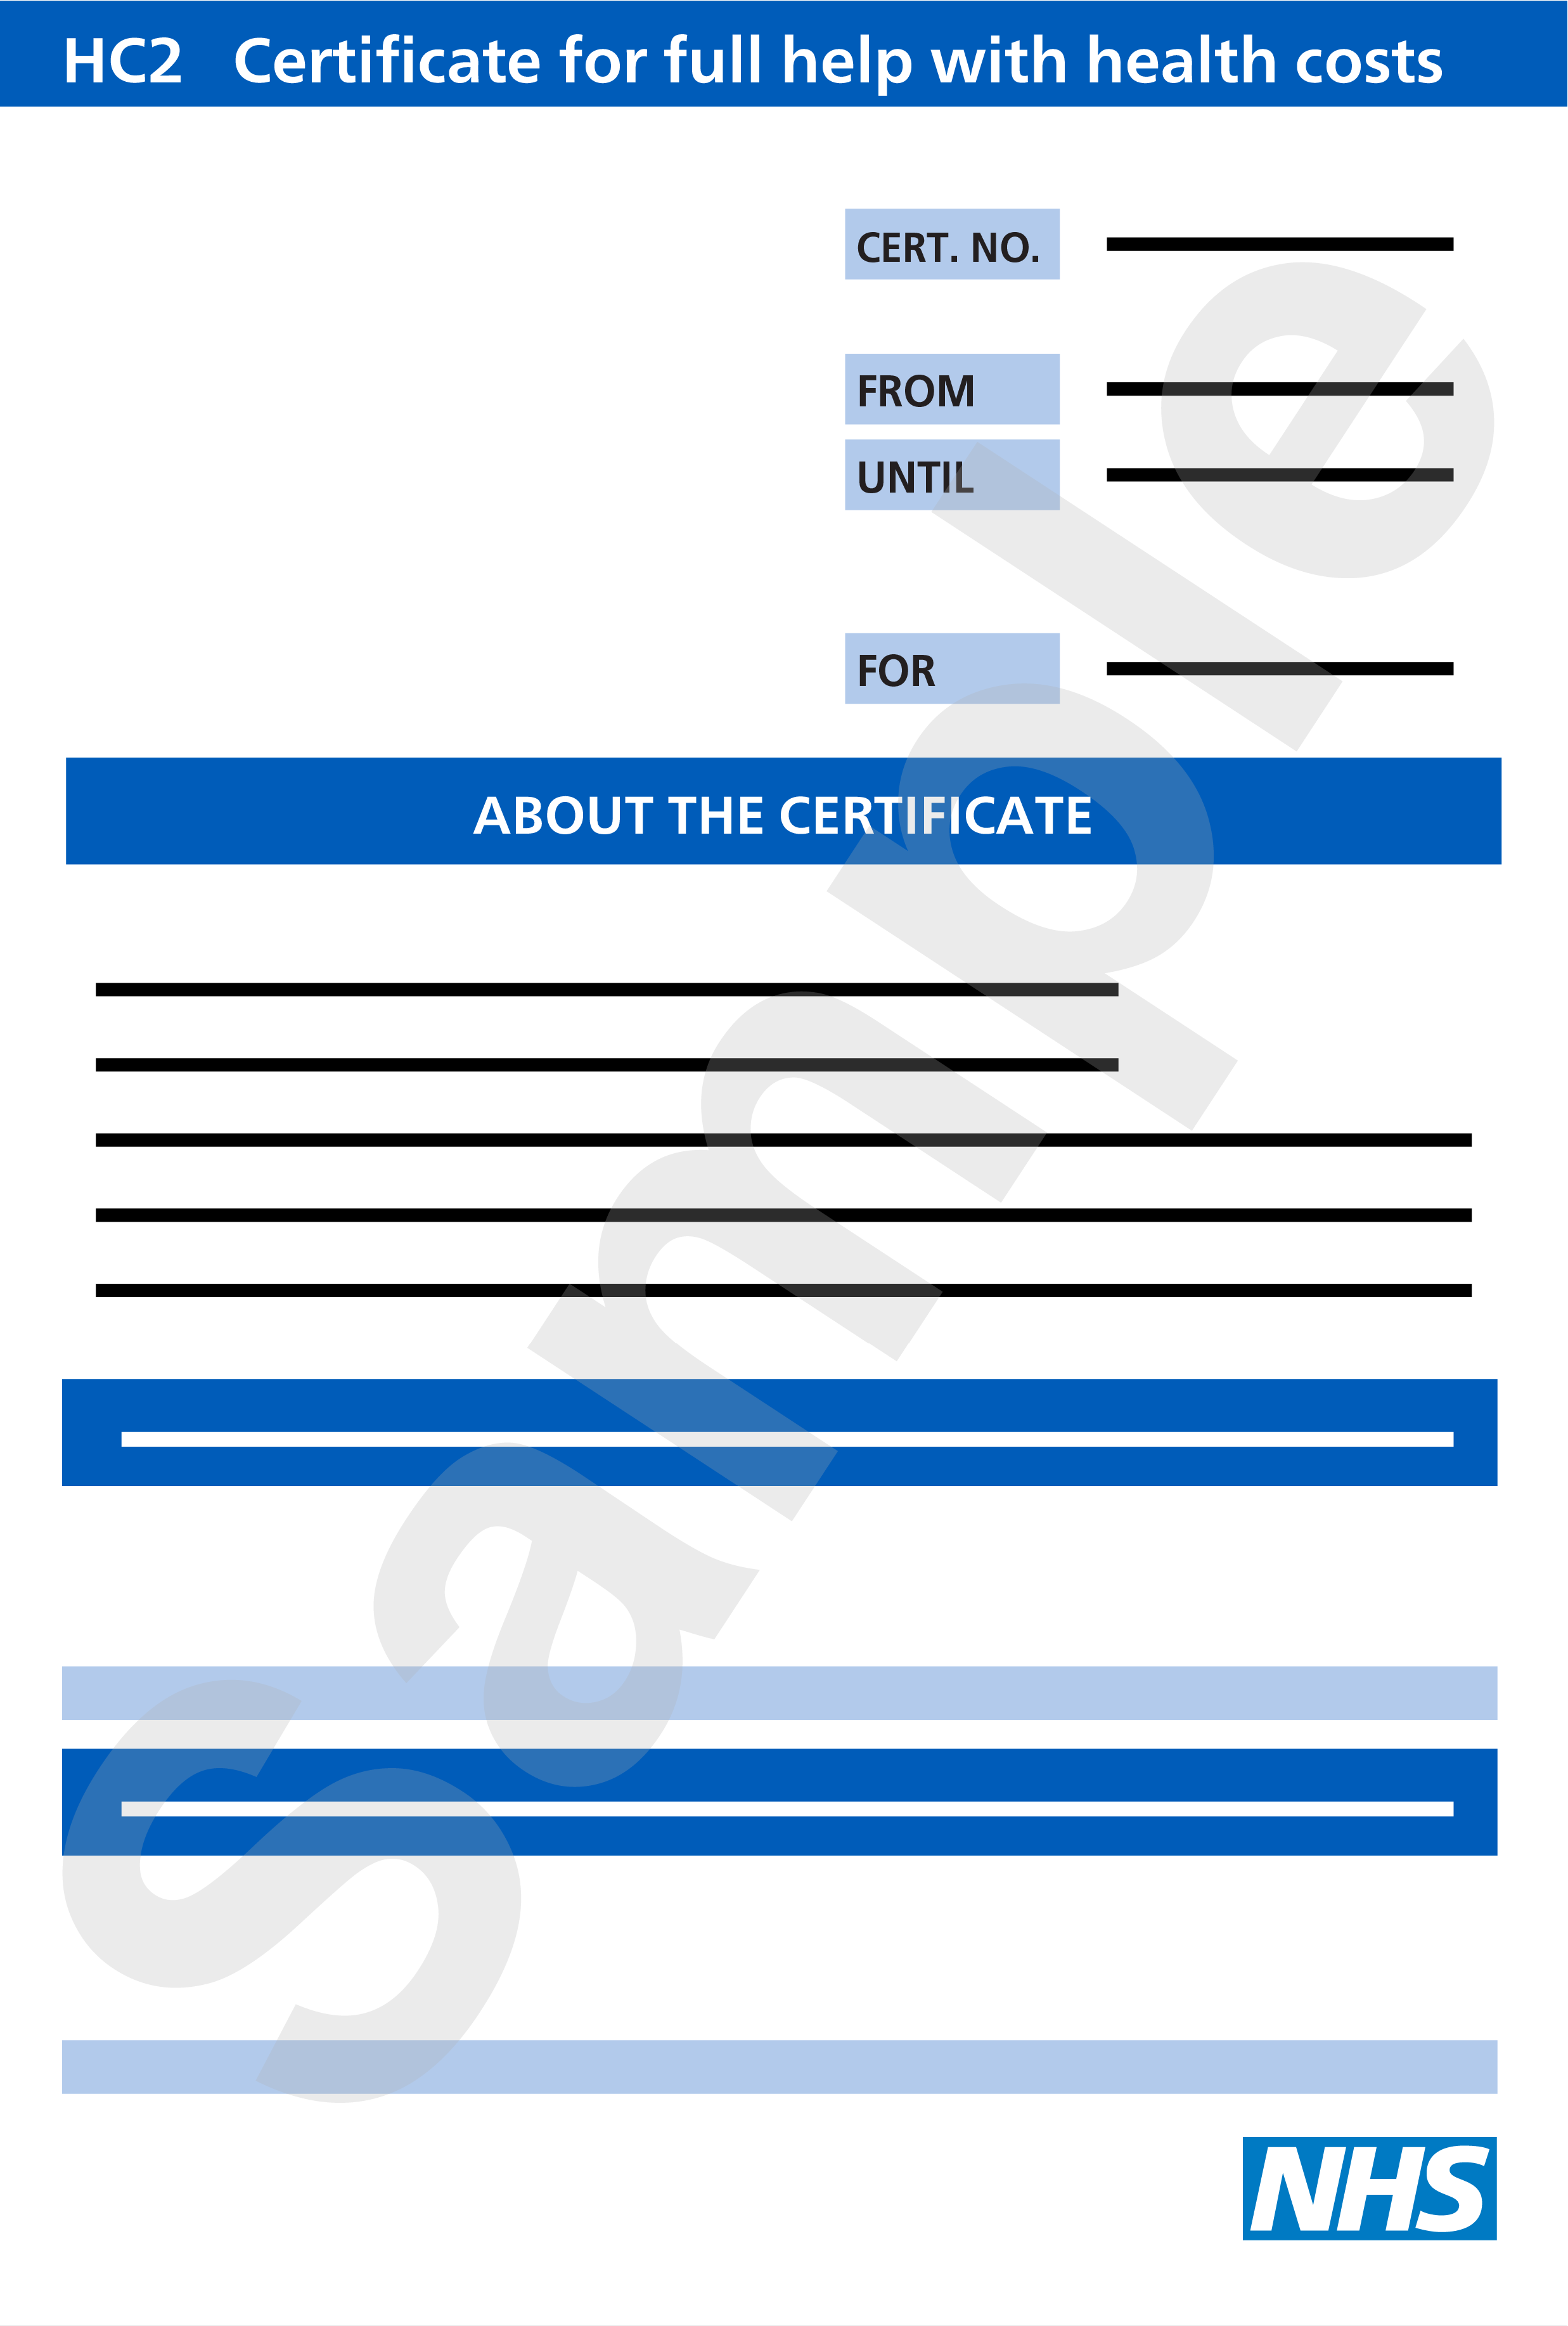 HC2 Certificate for full help with health costs
CERT. NO.
FROM
UNTIL
FOR
ABOUT THE CERTIFICATE
Sample
NHS